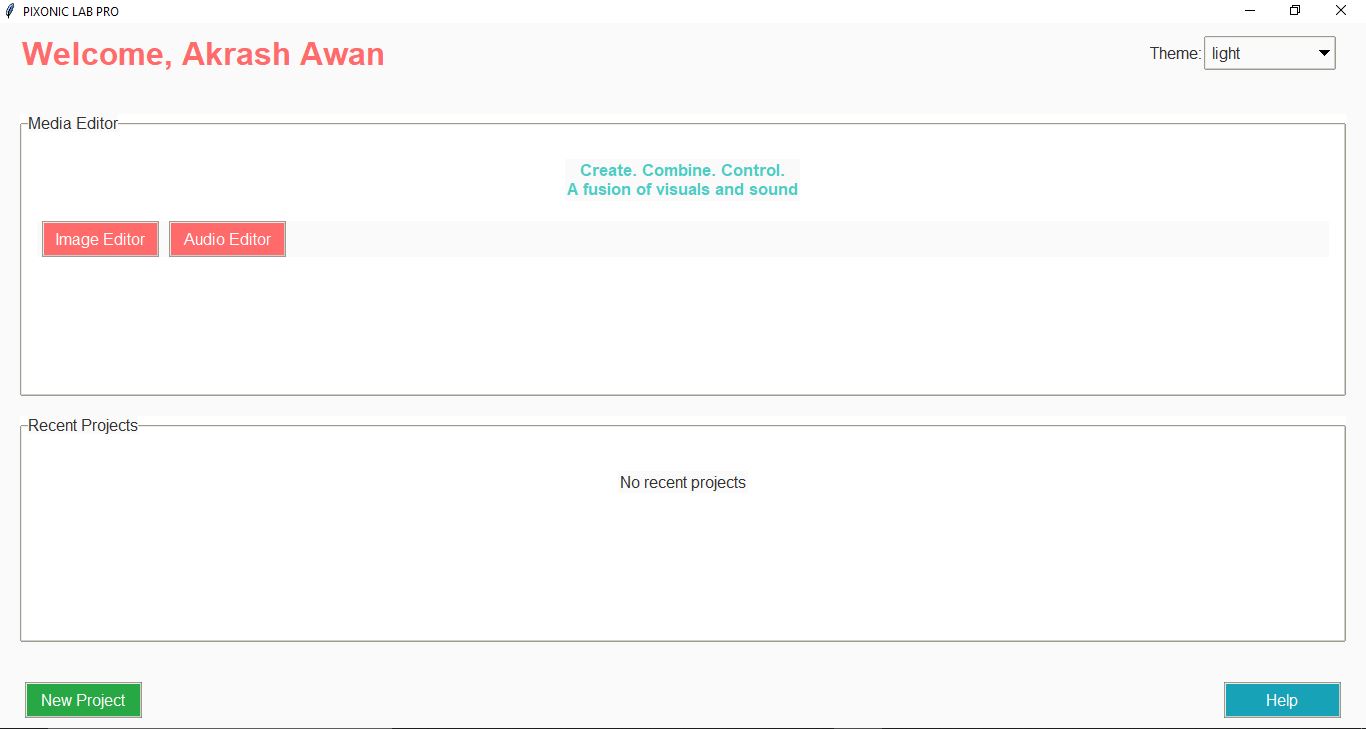 PIXONIC LAB PRO
Welcome, Akrash Awan
Theme: light
Media Editor
Create. Combine. Control.
A fusion of visuals and sound
Image Editor Audio Editor
Recent Projects
No recent projects
New Project Help